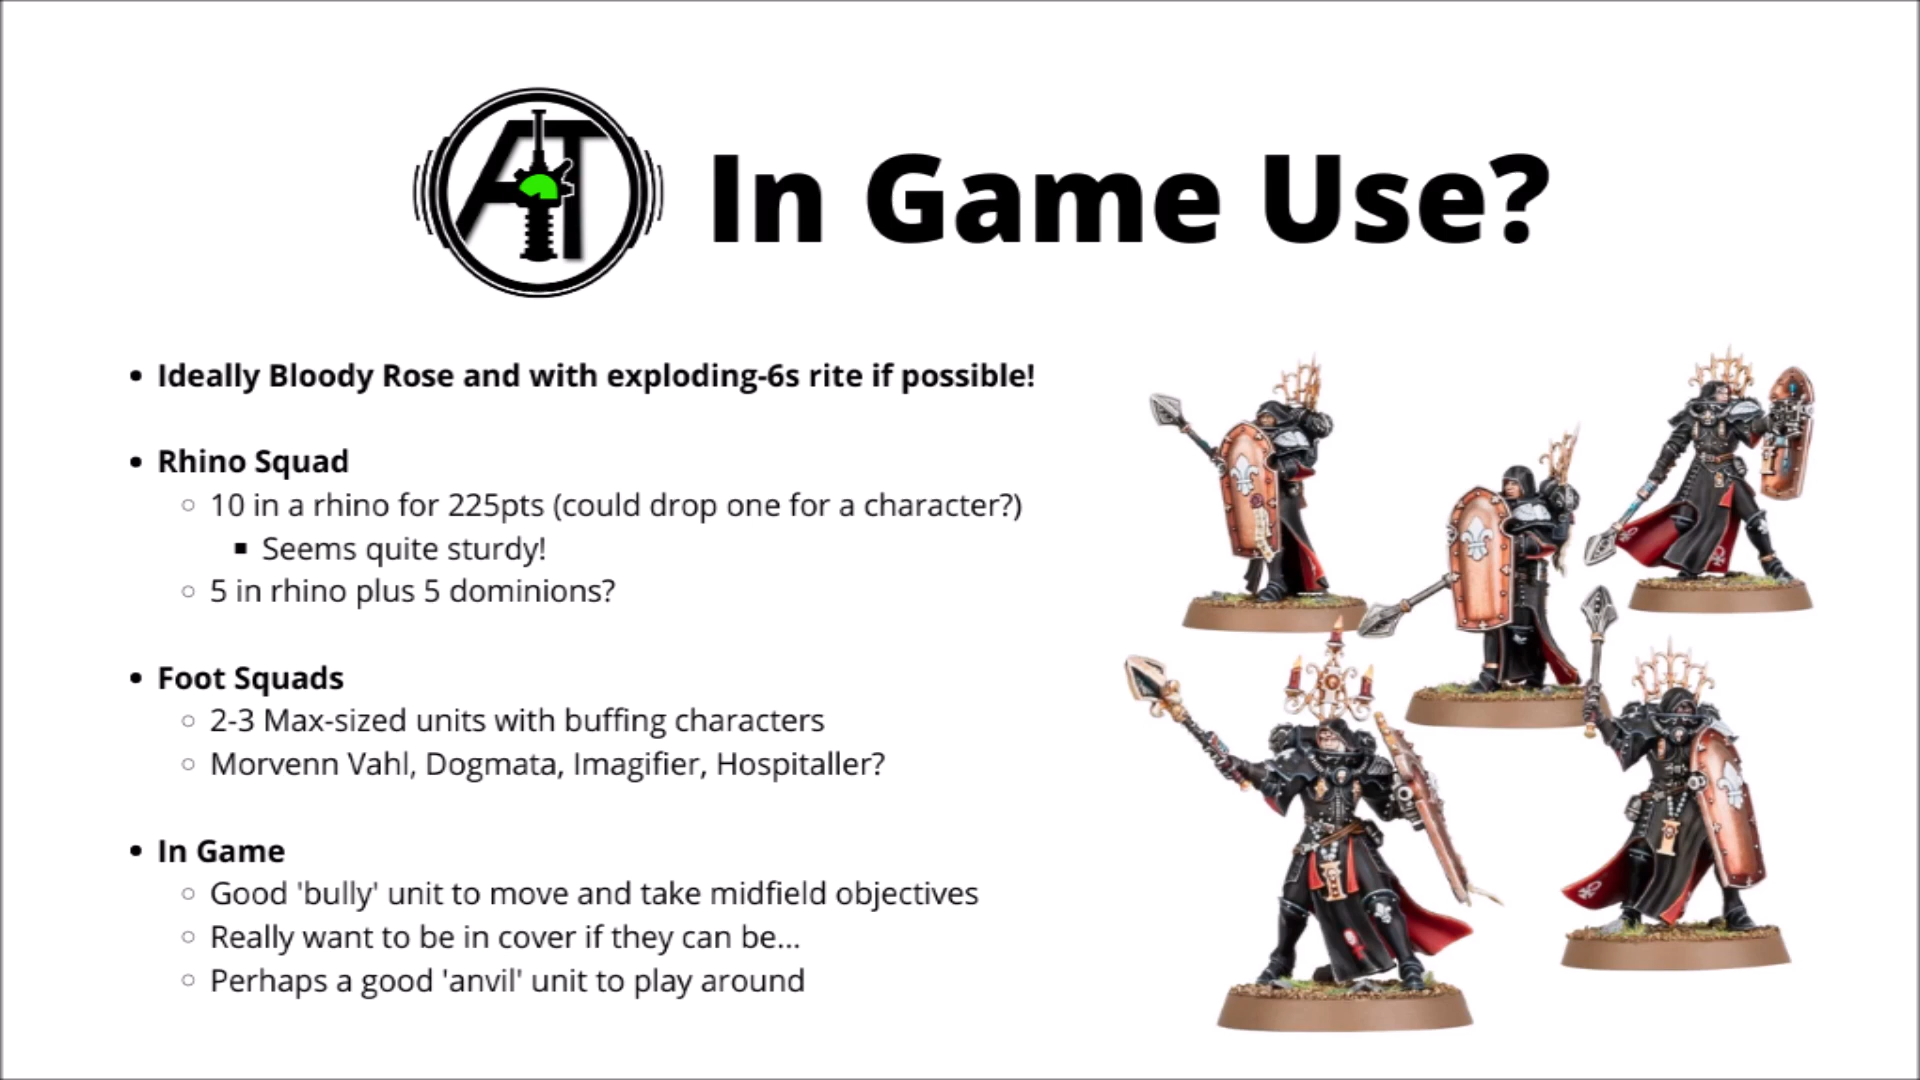 AT
In Game Use?
• Ideally Bloody Rose and with exploding-6s rite if possible!
• Rhino Squad
○ 10 in a rhino for 225pts (could drop one for a character?)
▪ Seems quite sturdy!
○ 5 in rhino plus 5 dominions?
• Foot Squads
○ 2-3 Max-sized units with buffing characters
○ Morvenn Vahl, Dogmata, Imagifier, Hospitaller?
• In Game
○ Good 'bully' unit to move and take midfield objectives
○ Really want to be in cover if they can be...
○ Perhaps a good 'anvil' unit to play around